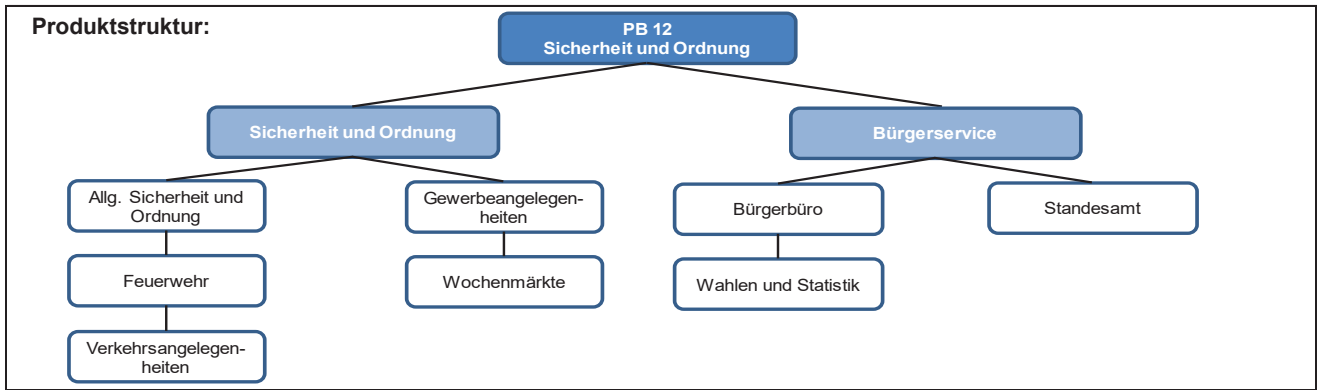 Produktstruktur:
PB 12
Sicherheit und Ordnung
Sicherheit und Ordnung
Bürgerservice
Allg. Sicherheit und
Ordnung
Gewerbeangelegen-
heiten
Bürgerbüro
Standesamt
Feuerwehr
Wochenmärkte
Wahlen und Statistik
Verkehrsangelegen-
heiten